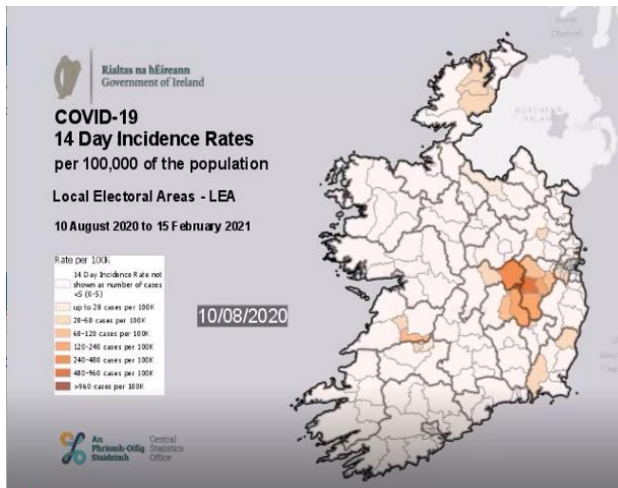 Rialtas na hÉireann
Government of Ireland
COVID-19
14 Day Incidence Rates
per 100,000 of the population
Local Electoral Areas - LEA
10 August 2020 to 15 February 2021
Rate per 100K
14 Day Incidence Rate not
shown as number of cases
<5 (0-5)
up to 20 cases per 100K
20-60 cases per 100K
60-120 cases per 100K
120-240 cases per 100K
240-480 cases per 100K
480-960 cases per 100K
>960 cases per 100K
10/08/2020
NORTHERN
An
Phríomh-Oifig
Staidrimh
Central
Statistics
Office